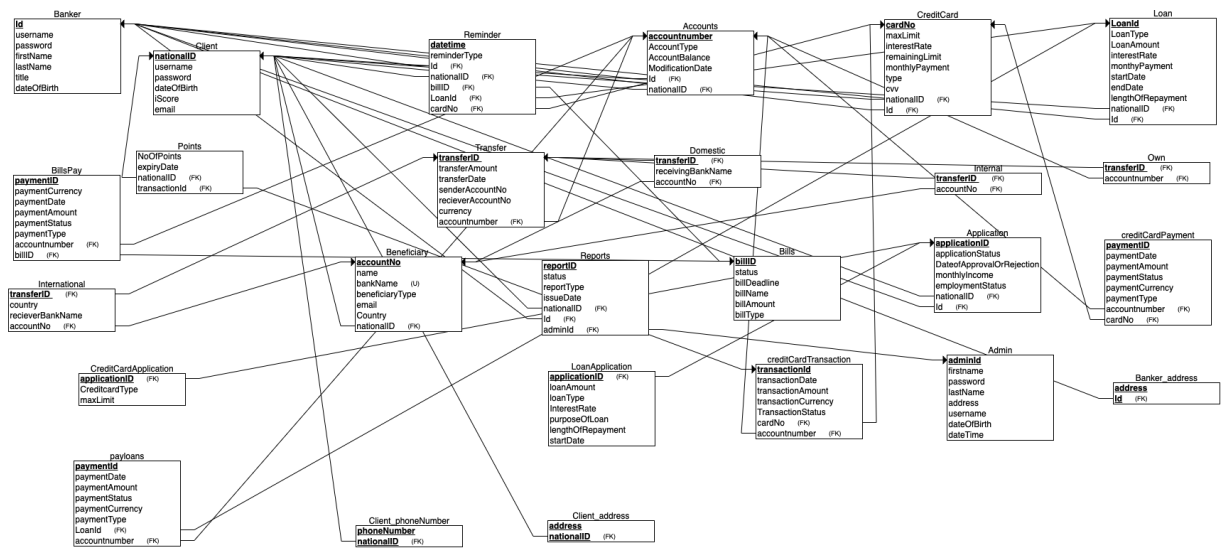 Banker
Id
username
password
firstName
lastName
title
dateOfBirth
Client
nationalID
username
password
dateOfBirth
iScore
email
Reminder
datetime
reminderType
Id (FK)
nationalID (FK)
billID (FK)
LoanId (FK)
cardNo (FK)
Accounts
accountnumber
AccountType
AccountBalance
ModificationDate
Id (FK)
nationalID (FK)
CreditCard
cardNo
maxLimit
interestRate
remainingLimit
monthlyPayment
type
cvv
nationalID (FK)
Id (FK)
Loan
LoanId
LoanType
LoanAmount
interestRate
monthyPayment
startDate
endDate
lengthOfRepayment
nationalID (FK)
Id (FK)
Points
NoOfPoints
expiryDate
nationalID (FK)
transactionId (FK)
BillsPay
paymentID
paymentCurrency
paymentDate
paymentAmount
paymentStatus
paymentType
accountnumber (FK)
billID (FK)
Transfer
transferID
transferAmount
transferDate
senderAccountNo
recieverAccountNo
currency
accountnumber (FK)
Domestic
transferID (FK)
receivingBankName
accountNo (FK)
Internal
transferID (FK)
accountNo (FK)
Own
transferID (FK)
accountnumber (FK)
International
transferID (FK)
country
recieverBankName
accountNo (FK)
Beneficiary
accountNo
name
bankName (U)
beneficiaryType
email
Country
nationalID (FK)
Reports
reportID
status
reportType
issueDate
nationalID (FK)
Id (FK)
adminId (FK)
Bills
billID
status
billDeadline
billName
billAmount
billType
Application
applicationID
applicationStatus
DateofApprovalOrRejection
monthlyIncome
employmentStatus
nationalID (FK)
Id (FK)
creditCardPayment
paymentID
paymentDate
paymentAmount
paymentStatus
paymentCurrency
paymentType
accountnumber (FK)
cardNo (FK)
CreditCardApplication
applicationID (FK)
CreditcardType
maxLimit
LoanApplication
applicationID (FK)
loanAmount
loanType
InterestRate
purposeOfLoan
lengthOfRepayment
startDate
creditCardTransaction
transactionId
transactionDate
transactionAmount
transactionCurrency
TransactionStatus
cardNo (FK)
accountnumber (FK)
Admin
adminId
firstname
password
lastName
address
username
dateOfBirth
dateTime
Banker_address
address
Id (FK)
payloans
paymentId
paymentDate
paymentAmount
paymentStatus
paymentCurrency
paymentType
LoanId (FK)
accountnumber (FK)
Client_phoneNumber
phoneNumber
nationalID (FK)
Client_address
address
nationalID (FK)